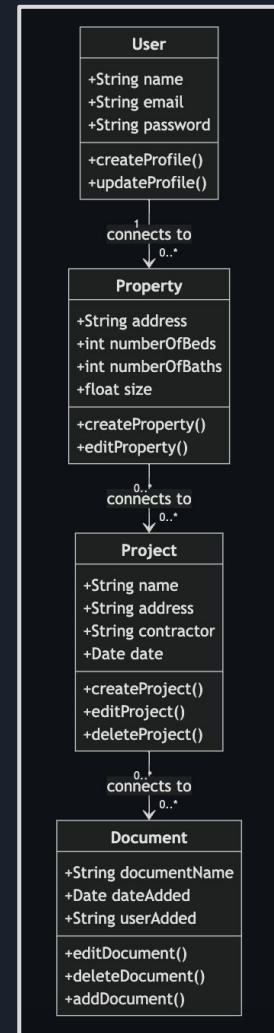 User
+String name
+String email
+String password
+createProfile()
+updateProfile()
1
connects to
0..*
Property
+String address
+int numberOfBeds
+int numberOfBaths
+float size
+createProperty()
+editProperty()
0..*
connects to
0..*
Project
+String name
+String address
+String contractor
+Date date
+createProject()
+editProject()
+deleteProject()
0..*
connects to
0..*
Document
+String documentName
+Date dateAdded
+String userAdded
+editDocument()
+deleteDocument()
+addDocument()